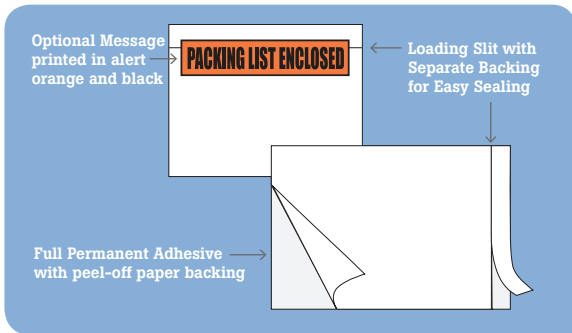 Optional Message
printed in alert
orange and black
PACKING LIST ENCLOSED
Loading Slit with
Separate Backing
for Easy Sealing
Full Permanent Adhesive
with peel-off paper backing